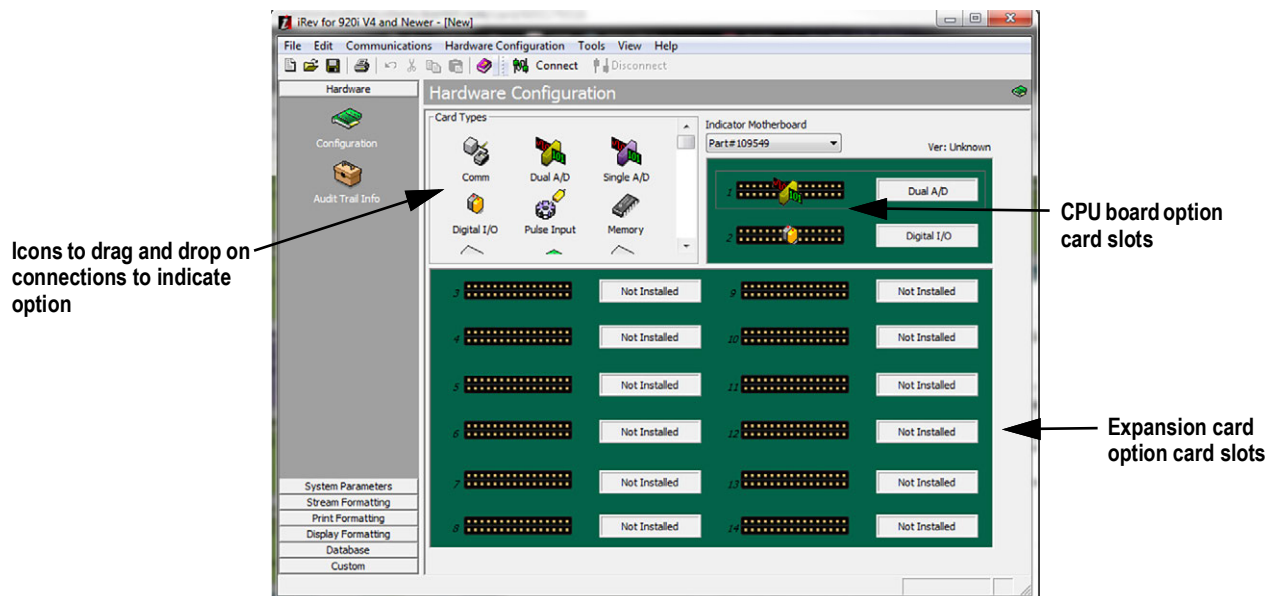 iRev for 920i V4 and Newer - [New]
File Edit Communications Hardware Configuration Tools View Help
Connect Disconnect
Hardware
Configuration
Audit Trail Info
System Parameters
Stream Formatting
Print Formatting
Display Formatting
Database
Custom
Hardware Configuration
Card Types
Comm Dual A/D Single A/D
Digital I/O Pulse Input Memory
Indicator Motherboard
Part#109549
Ver: Unknown
1 Dual A/D
2 Digital I/O
3 Not Installed 9 Not Installed
4 Not Installed 10 Not Installed
5 Not Installed 11 Not Installed
6 Not Installed 12 Not Installed
7 Not Installed 13 Not Installed
8 Not Installed 14 Not Installed
Icons to drag and drop on
connections to indicate
option
CPU board option
card slots
Expansion card
option card slots